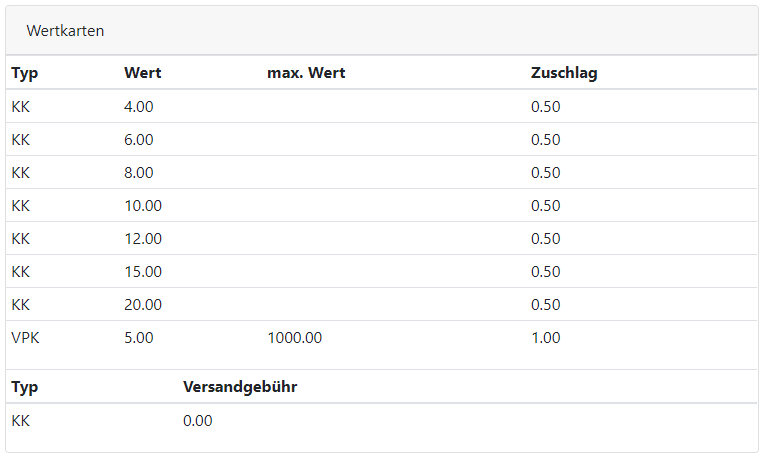 Wertkarten
Typ Wert max. Wert Zuschlag
KK 4.00 0.50
KK 6.00 0.50
KK 8.00 0.50
KK 10.00 0.50
KK 12.00 0.50
KK 15.00 0.50
KK 20.00 0.50
VPK 5.00 1000.00 1.00
Typ Versandgebühr
KK 0.00